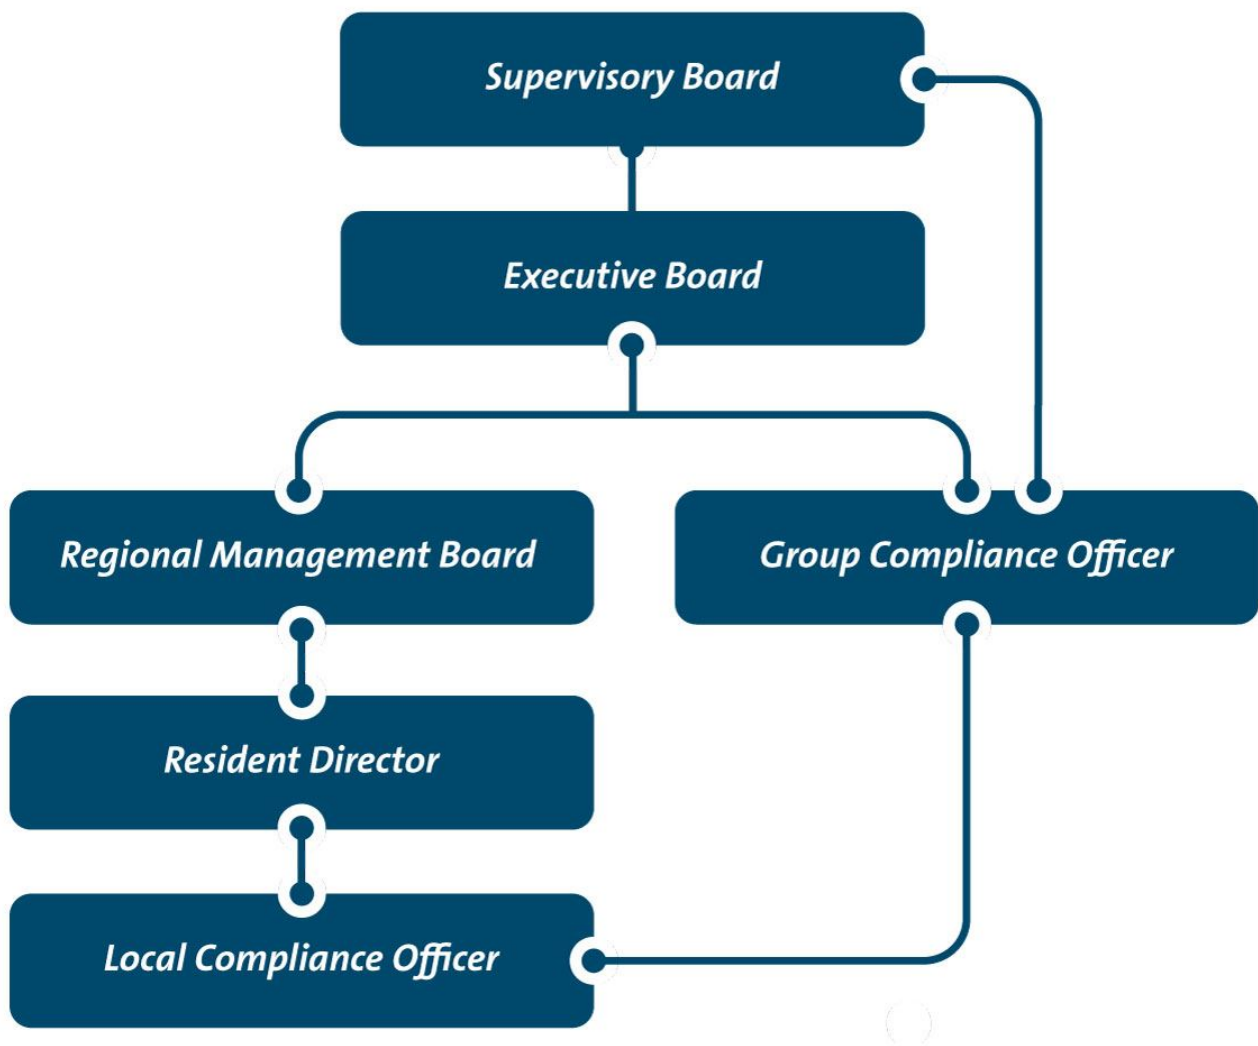 Supervisory Board
Executive Board
Regional Management Board
Group Compliance Officer
Resident Director
Local Compliance Officer